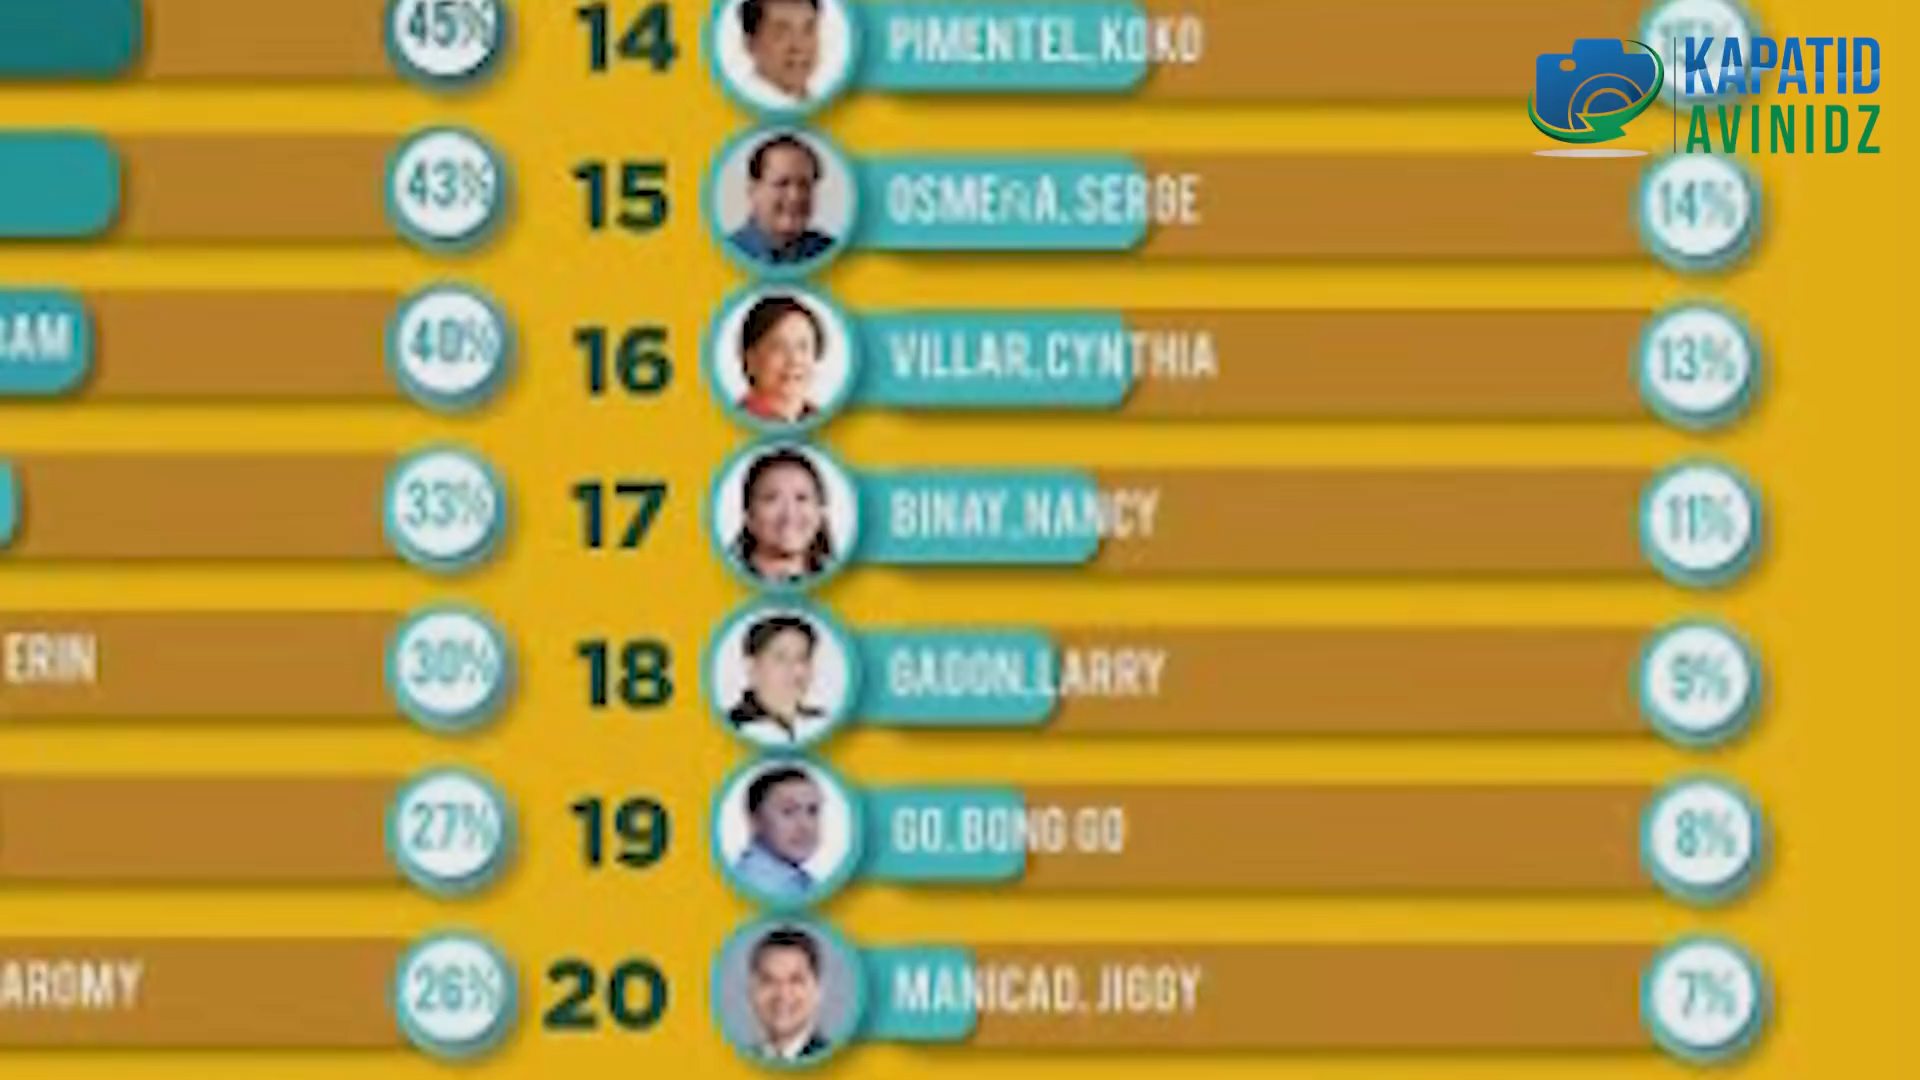 45%
43%
BAM
40%
33%
ERIN
30%
27%
AROMY
26%
14 PIMENTEL, KOKO
15 OSMEñA, SERGE 14%
16 VILLAR, CYNTHIA 13%
17 BINAY, NANCY 11%
18 GADON, LARRY 9%
19 GO, BONG GO 8%
20 MANICAD, JIGGY 7%
KAPATID
AVINIDZ